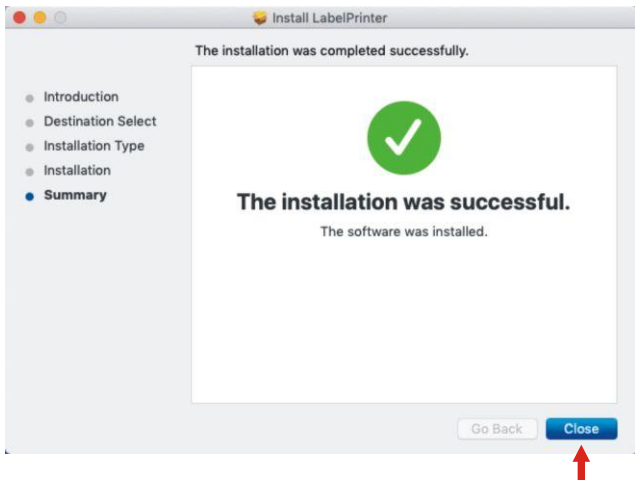 Install LabelPrinter
The installation was completed successfully.
Introduction
Destination Select
Installation Type
Installation
Summary
The installation was successful.
The software was installed.
Go Back
Close